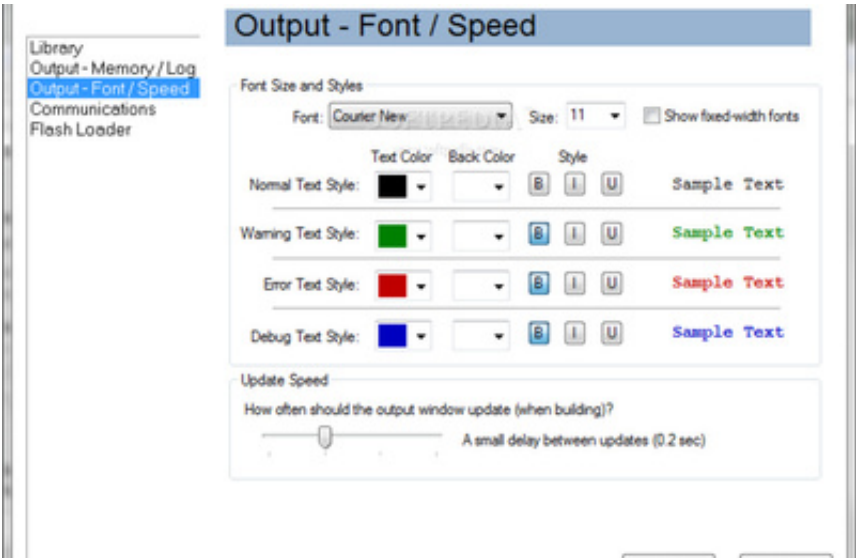 Output - Font / Speed
Library
Output - Memory / Log
Output - Font / Speed
Communications
Flash Loader
Font Size and Styles
Font: Courier New Size: 11 Show fixed-width fonts
Text Color Back Color Style
Normal Text Style: B I U Sample Text
Warning Text Style: B I U Sample Text
Error Text Style: B I U Sample Text
Debug Text Style: B I U Sample Text
Update Speed
How often should the output window update (when building)?
A small delay between updates (0.2 sec)